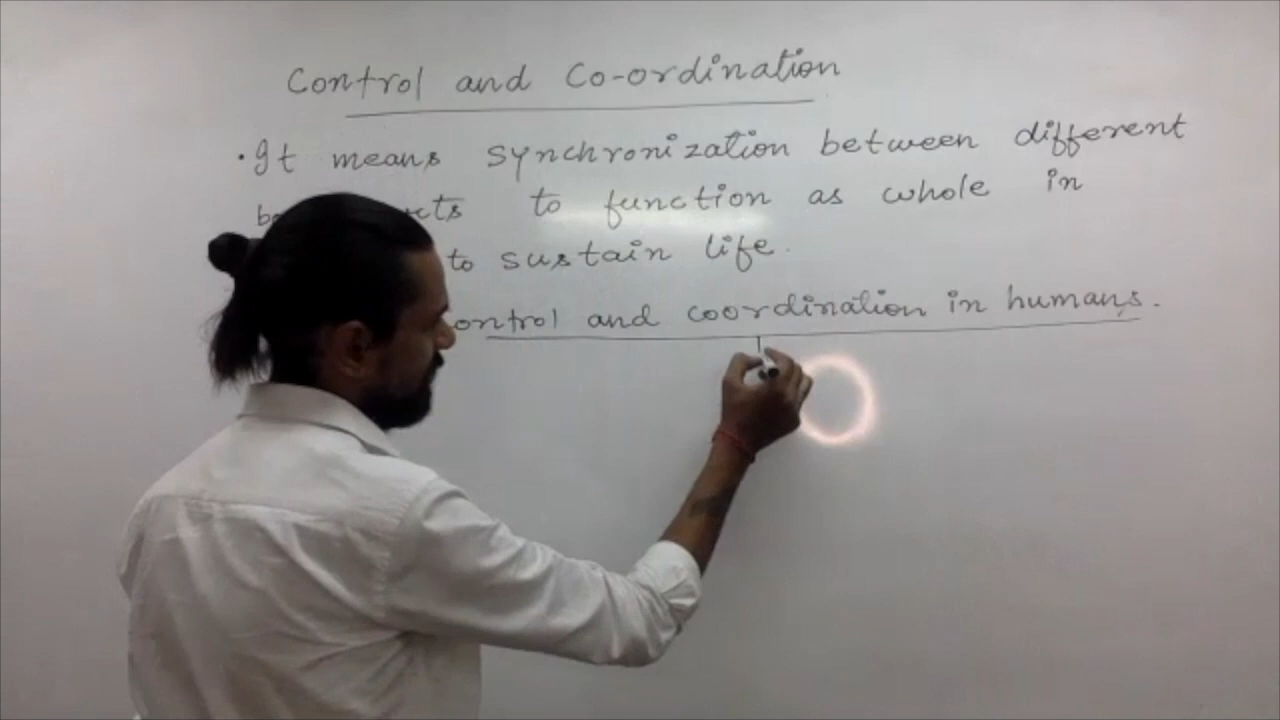 Control and Co-ordination
• It means synchronization between different
to function as whole in
to sustain life.
control and coordination in humans.